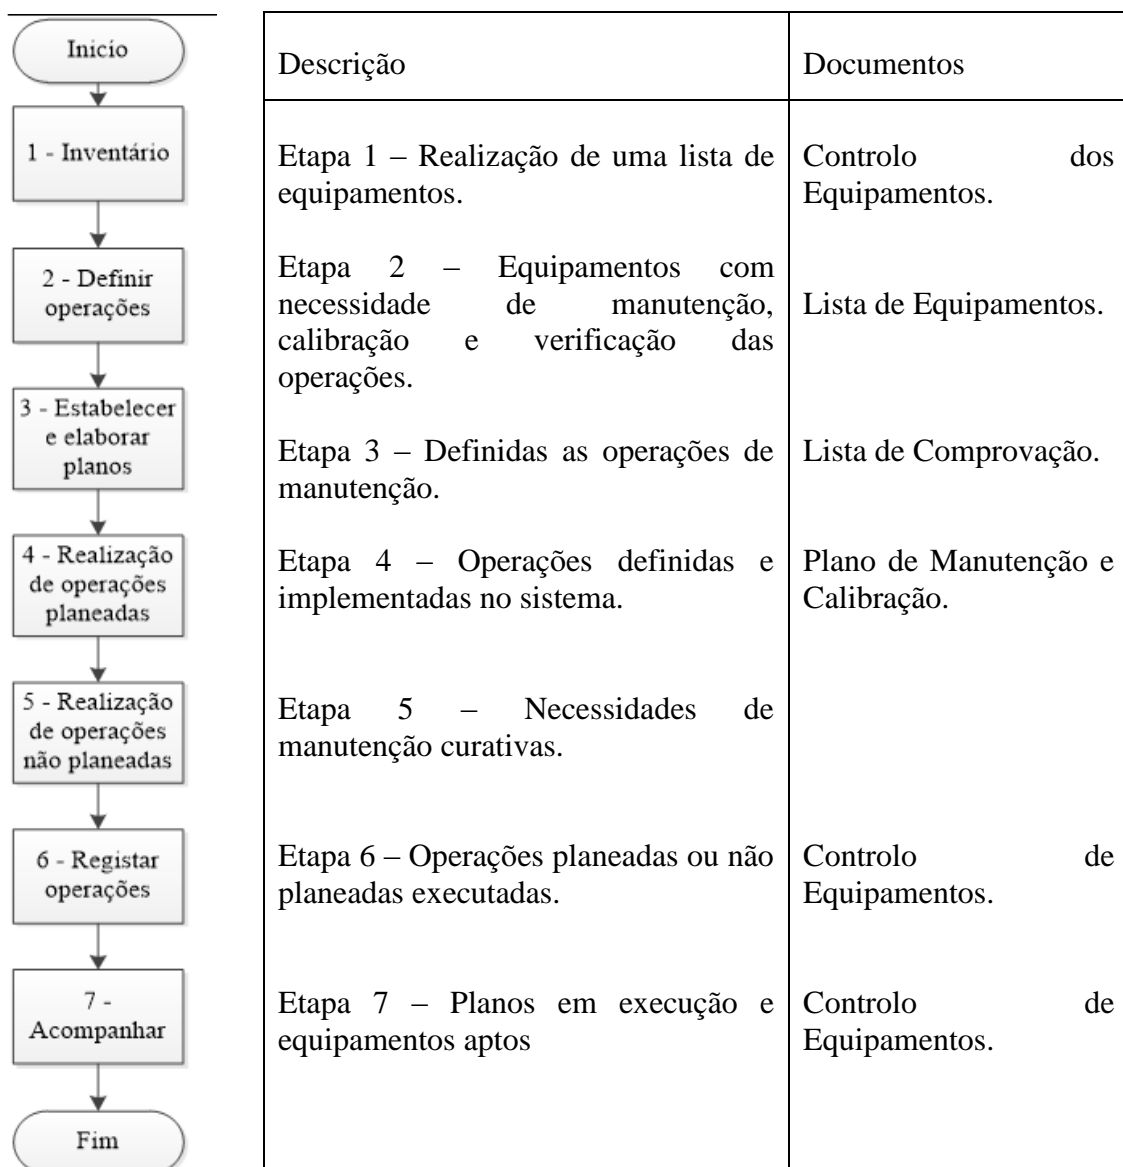 Inicío
1 - Inventário
2 - Definir
operações
3 - Estabelecer
e elaborar
planos
4 - Realização
de operações
planeadas
5 - Realização
de operações
não planeadas
6 - Registar
operações
7 -
Acompanhar
Fim
Descrição
Documentos
Etapa 1 – Realização de uma lista de
equipamentos.
Controlo dos
Equipamentos.
Etapa 2 – Equipamentos com
necessidade de manutenção,
calibração e verificação das
operações.
Lista de Equipamentos.
Etapa 3 – Definidas as operações de
manutenção.
Lista de Comprovação.
Etapa 4 – Operações definidas e
implementadas no sistema.
Plano de Manutenção e
Calibração.
Etapa 5 – Necessidades de
manutenção curativas.
Etapa 6 – Operações planeadas ou não
planeadas executadas.
Controlo de
Equipamentos.
Etapa 7 – Planos em execução e
equipamentos aptos
Controlo de
Equipamentos.